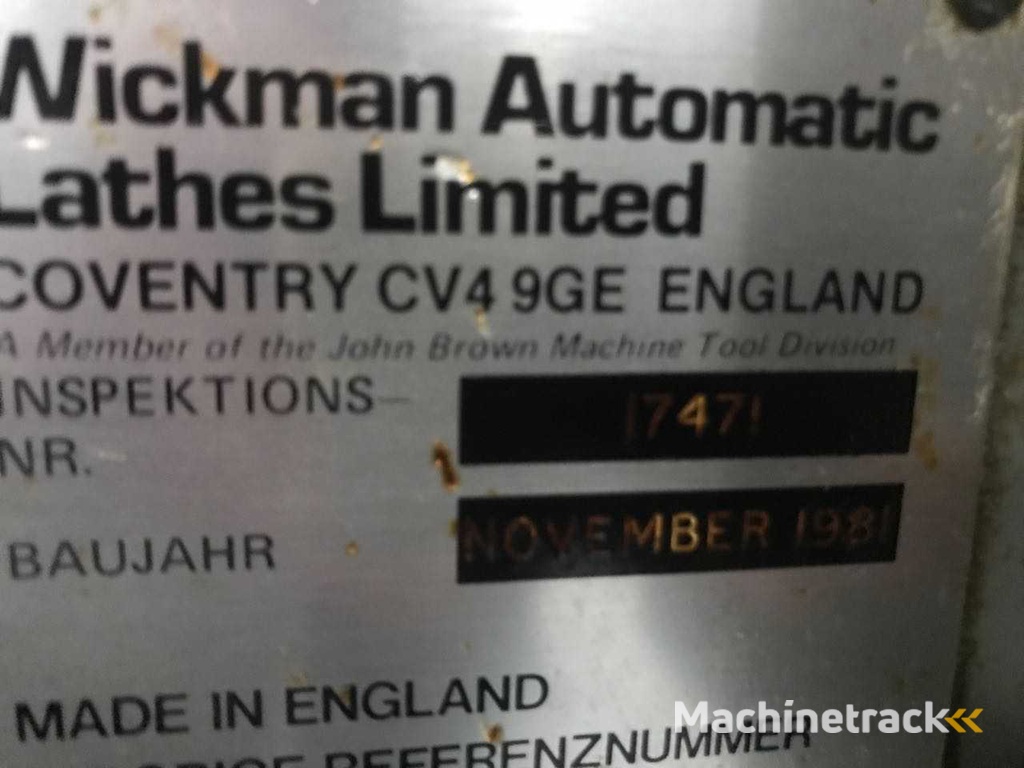 Wickman Automatic
Lathes Limited
COVENTRY CV4 9GE ENGLAND
A Member of the John Brown Machine Tool Division
INSPEKTIONS-
NR.
17471
BAUJAHR
NOVEMBER 1981
MADE IN ENGLAND
REFERENZNUMMER
Machinetrack